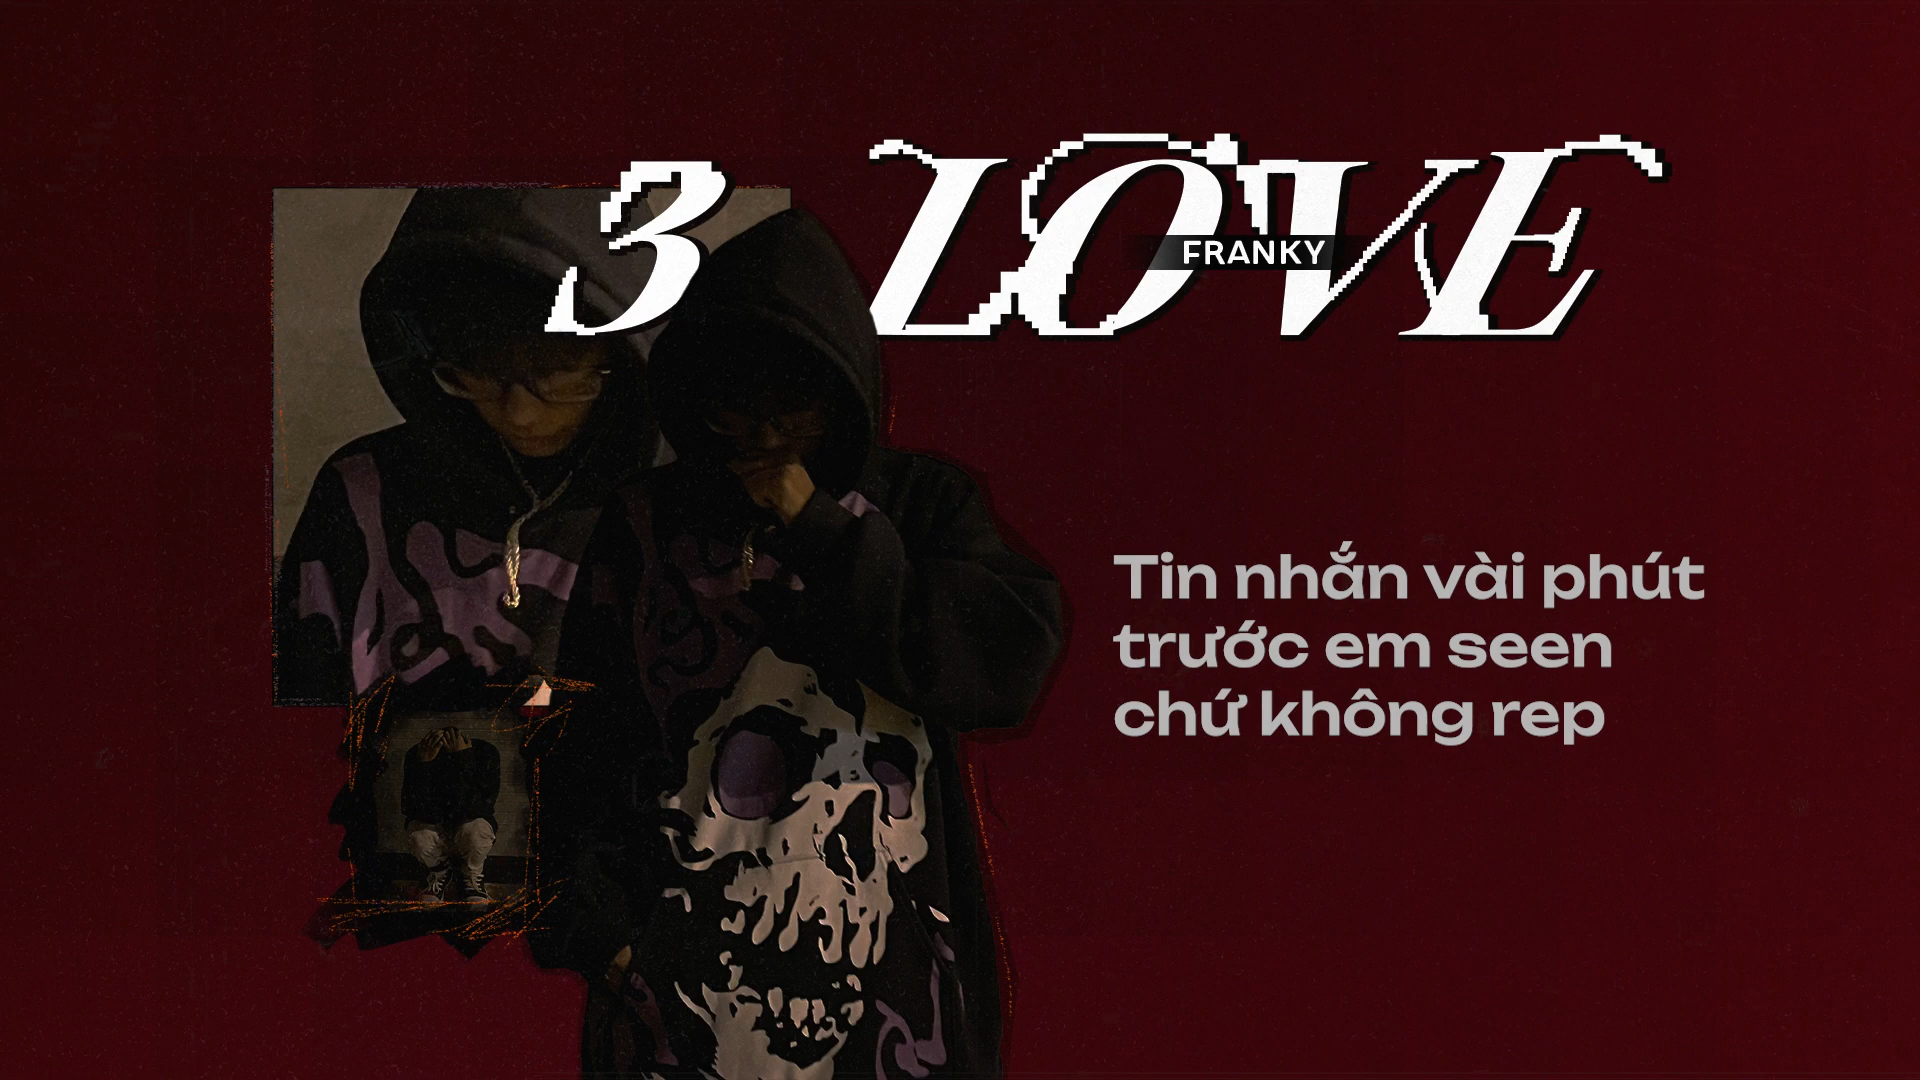 3 LOVE
FRANKY
Tin nhắn vài phút
trước em seen
chứ không rep